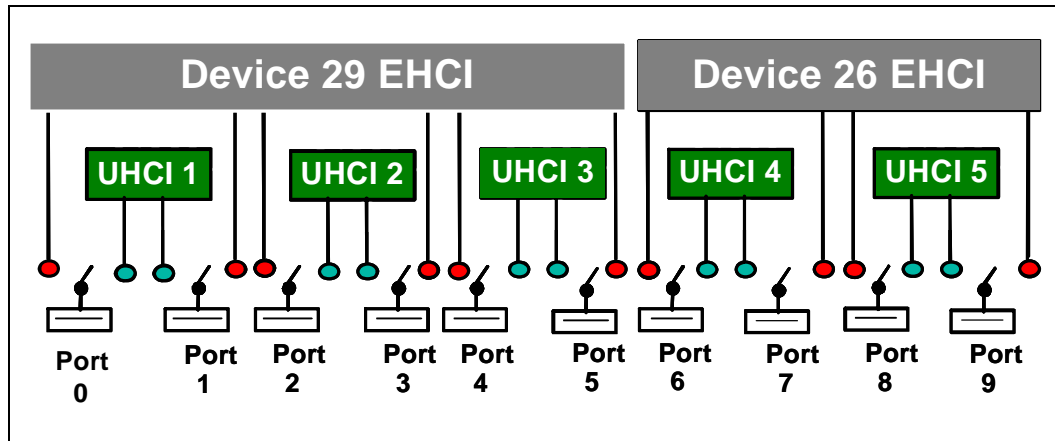 Device 29 EHCI Device 26 EHCI
UHCI 1 UHCI 2 UHCI 3 UHCI 4 UHCI 5
Port Port Port Port Port Port Port Port Port Port
0 1 2 3 4 5 6 7 8 9